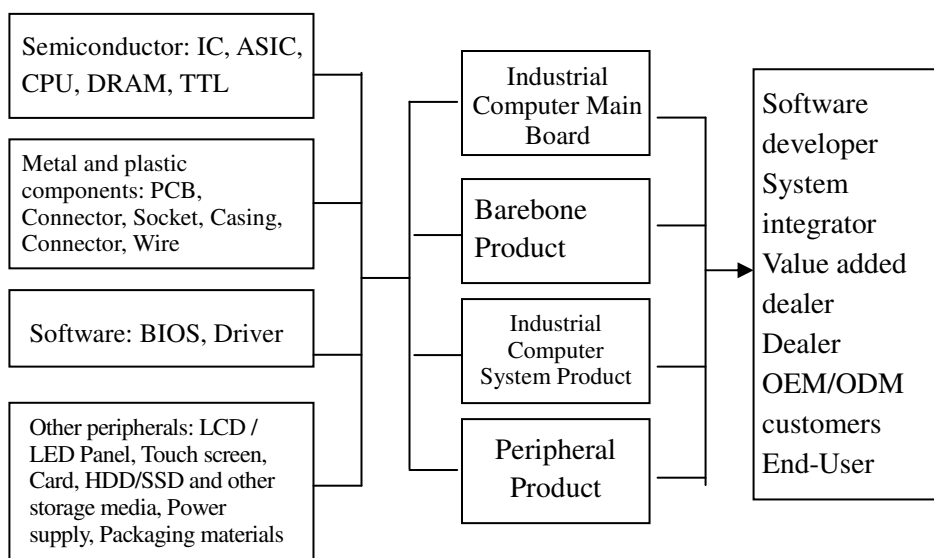 Semiconductor: IC, ASIC,
CPU, DRAM, TTL
Metal and plastic
components: PCB,
Connector, Socket, Casing,
Connector, Wire
Software: BIOS, Driver
Other peripherals: LCD /
LED Panel, Touch screen,
Card, HDD/SSD and other
storage media, Power
supply, Packaging materials
Industrial
Computer Main
Board
Barebone
Product
Industrial
Computer
System Product
Peripheral
Product
Software
developer
System
integrator
Value added
dealer
Dealer
OEM/ODM
customers
End-User